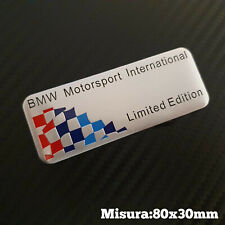 BMW Motorsport International
Limited Edition
Misura:80x30mm